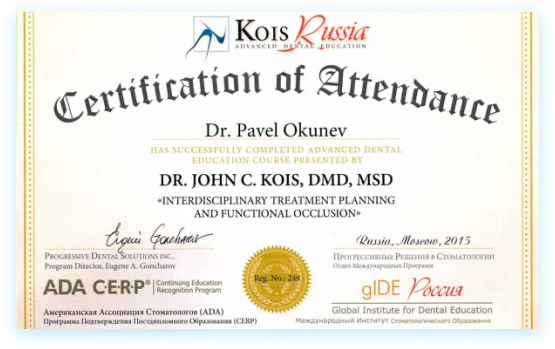 KOIS Russia
ADVANCED DENTAL EDUCATION
Certification of Attendance
Dr. Pavel Okunev
HAS SUCCESSFULLY COMPLETED ADVANCED DENTAL
EDUCATION COURSE PRESENTED BY
DR. JOHN C. KOIS, DMD, MSD
«INTERDISCIPLINARY TREATMENT PLANNING
AND FUNCTIONAL OCCLUSION»
Russia, Moscow, 2015
PROGRESSIVE DENTAL SOLUTIONS INC.,
Program Director, Eugene A. Goncharov
ПРОГРЕССИВНЫЕ РЕШЕНИЯ В СТОМАТОЛОГИИ
Отдел Международных Программ
Reg. No.: 248
ADA C·E·R·P® Continuing Education
Recognition Program
gIDE Россия
Американская Ассоциация Стоматологов (ADA)
Программа Подтверждения Постдипломного Образования (CERP)
Global Institute for Dental Education
Международный Институт Стоматологического Образования